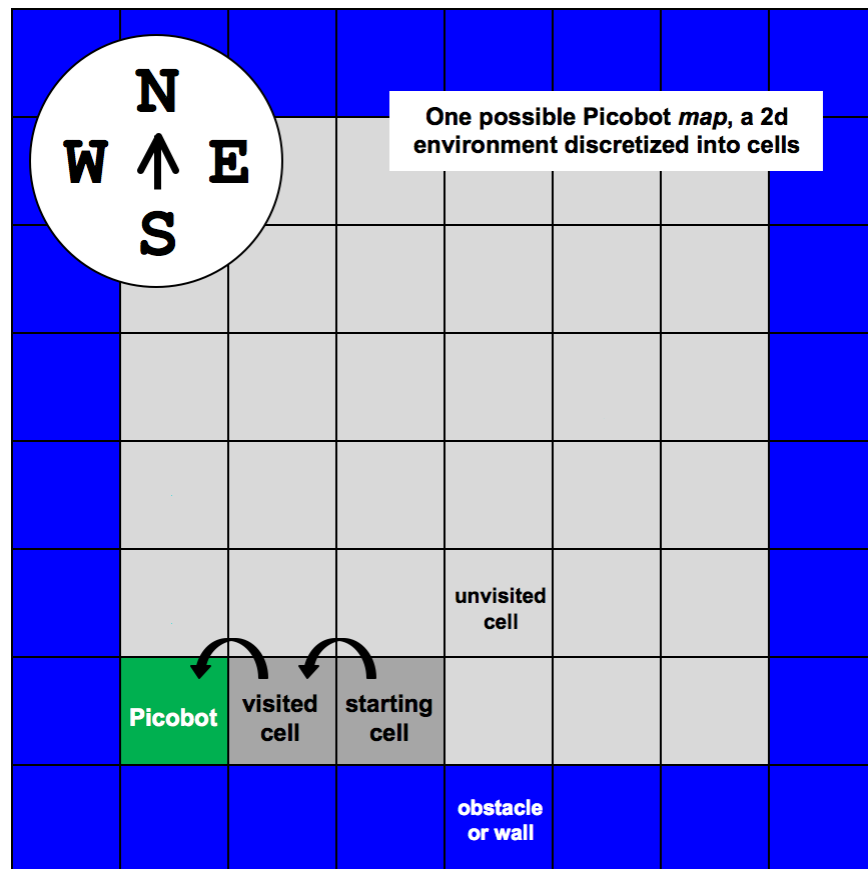 N
W E
S
One possible Picobot map, a 2d
environment discretized into cells
unvisited
cell
Picobot
visited
cell
starting
cell
obstacle
or wall